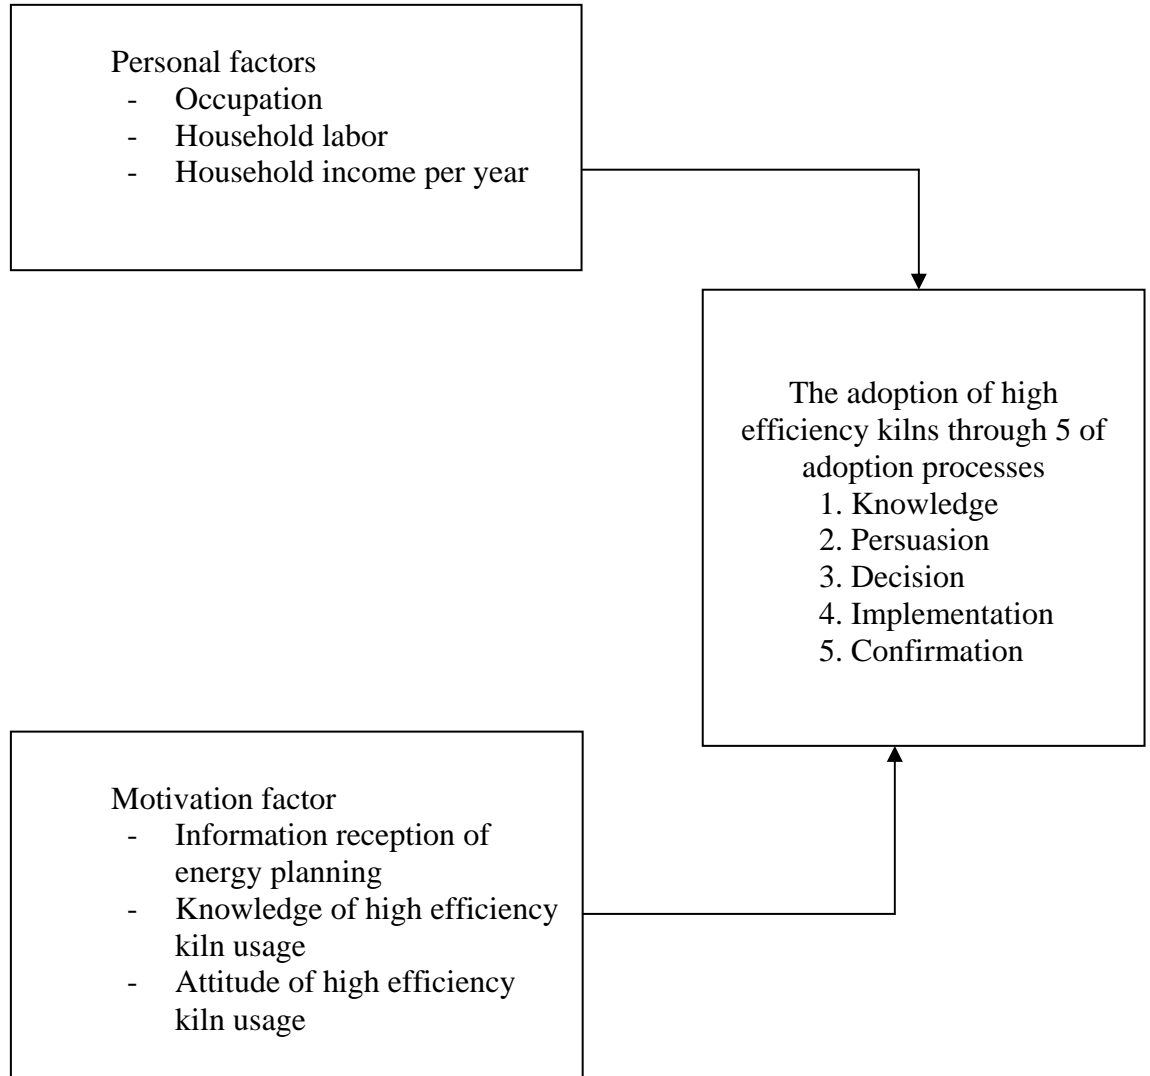 Personal factors
- Occupation
- Household labor
- Household income per year
The adoption of high
efficiency kilns through 5 of
adoption processes
1. Knowledge
2. Persuasion
3. Decision
4. Implementation
5. Confirmation
Motivation factor
- Information reception of
energy planning
- Knowledge of high efficiency
kiln usage
- Attitude of high efficiency
kiln usage